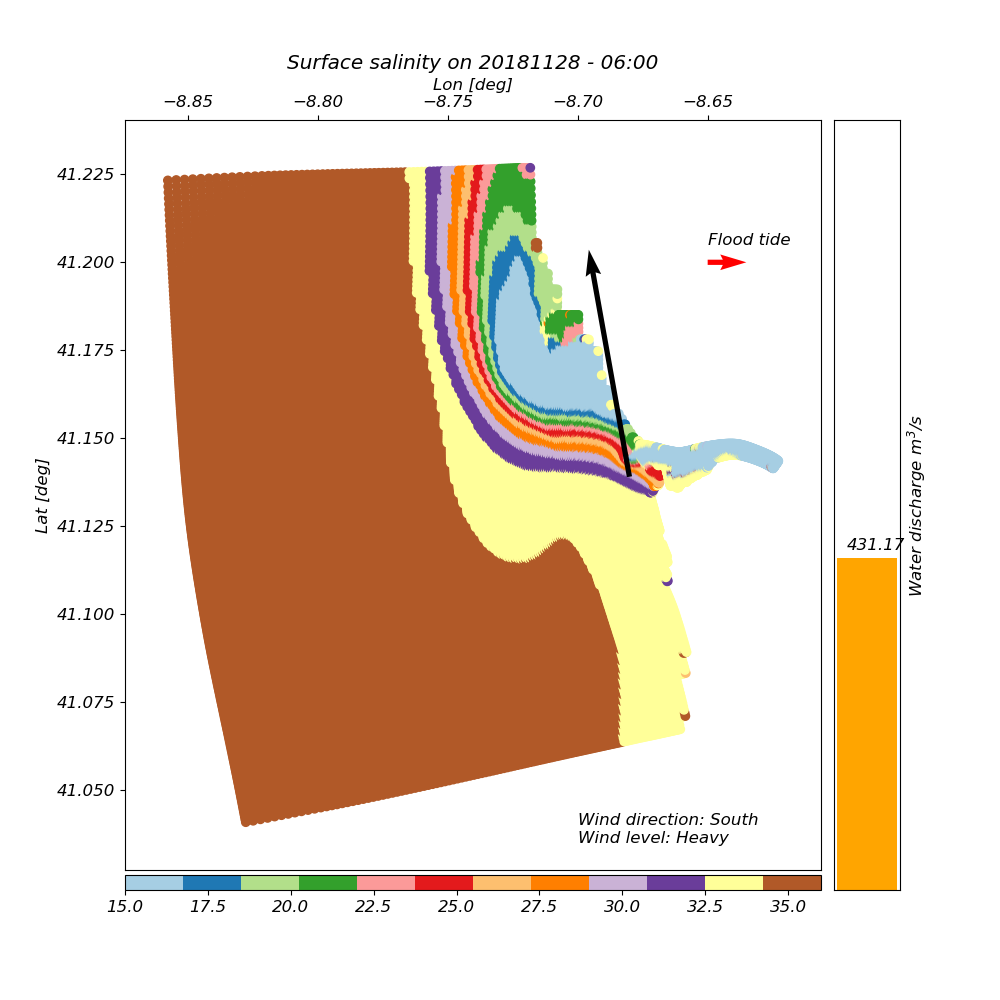 Surface salinity on 20181128 - 06:00
Lon [deg]
−8.85 −8.80 −8.75 −8.70 −8.65
41.225
41.200
41.175
41.150
41.125
41.100
41.075
41.050
Lat [deg]
Flood tide
Wind direction: South
Wind level: Heavy
15.0 17.5 20.0 22.5 25.0 27.5 30.0 32.5 35.0
431.17
Water discharge m³/s